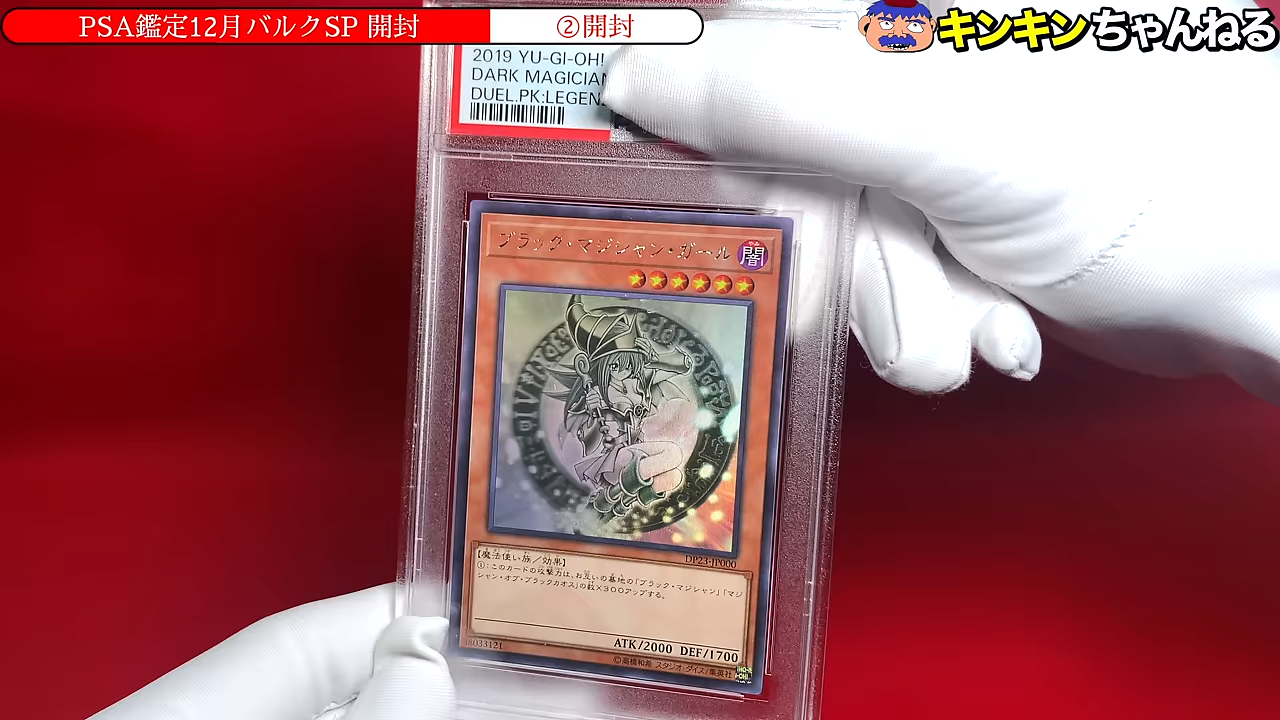 PSA鑑定12月バルクSP 開封
②開封
キンキンちゃんねる
2019 YU-GI-OH!
DARK MAGICIAN
DUEL.PK:LEGEN
ブラック・マジシャン・ガール
闇
DP23-JP000
【魔法使い族/効果】
①:このカードの攻撃力は、お互いの墓地の「ブラック・マジシャン」「マジ
シャン・オブ・ブラックカオス」の数×300アップする。
ATK/2000 DEF/1700
38033121
©高橋和希 スタジオ・ダイス/集英社